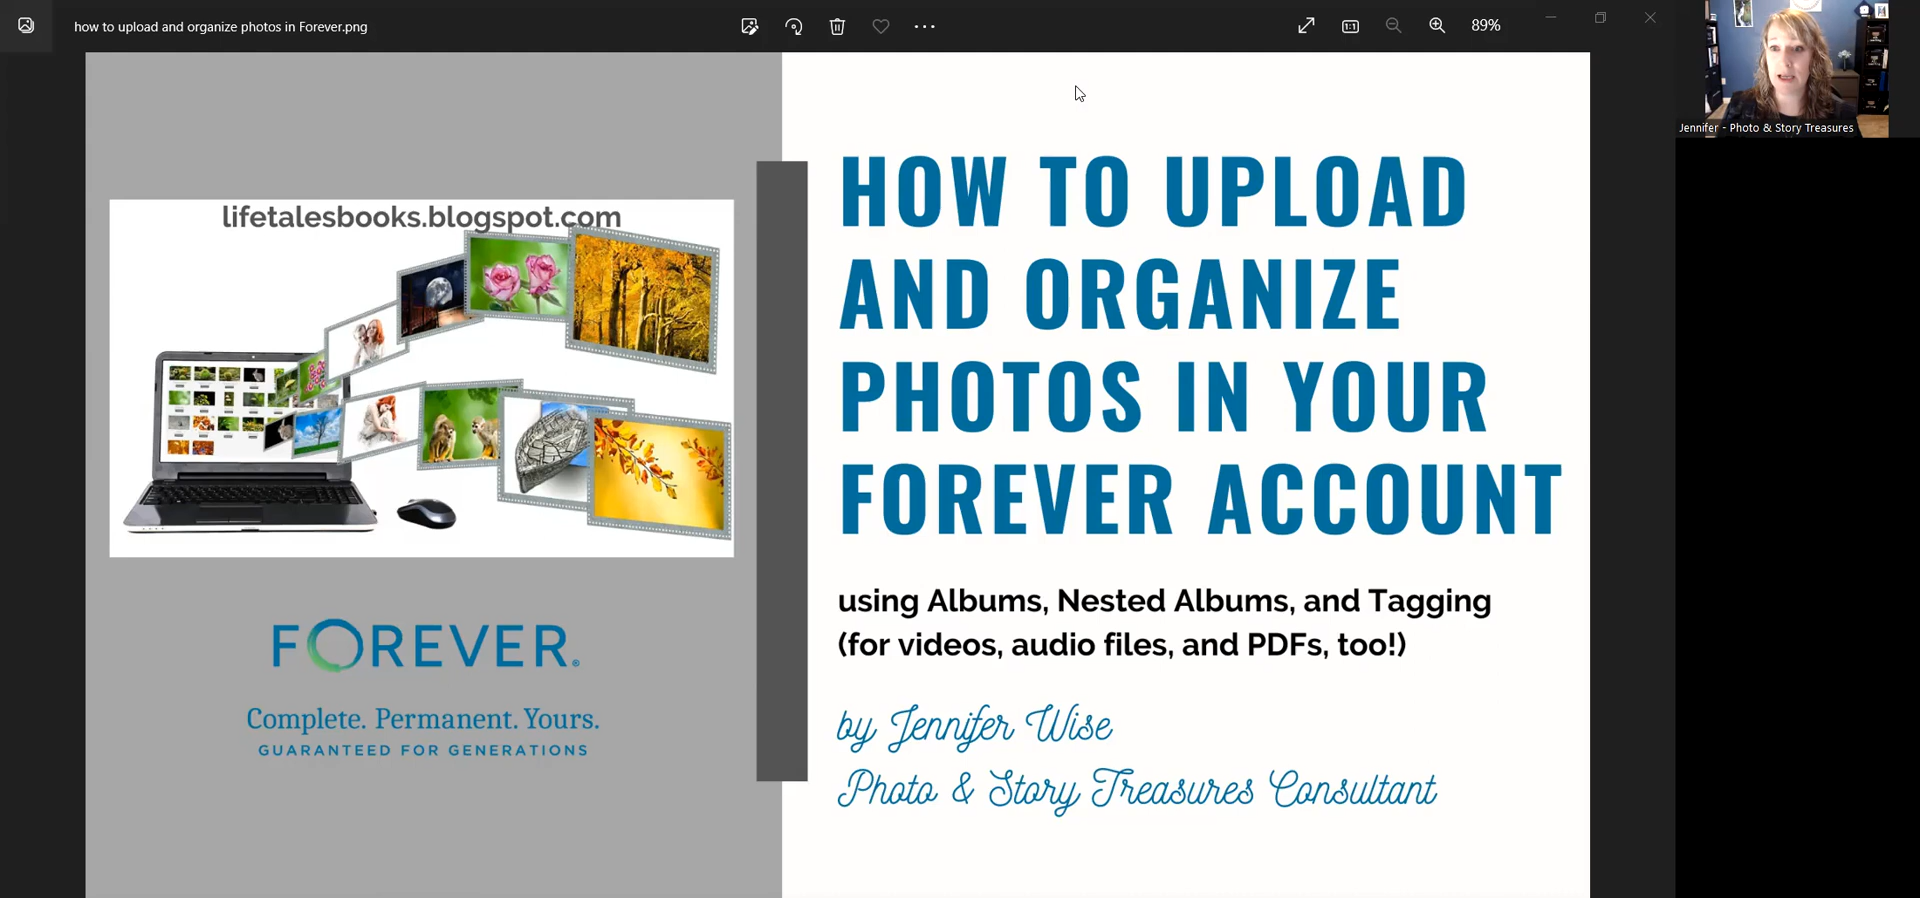 how to upload and organize photos in Forever.png
89%
Jennifer - Photo & Story Treasures
lifetalesbooks.blogspot.com
HOW TO UPLOAD
AND ORGANIZE
PHOTOS IN YOUR
FOREVER ACCOUNT
using Albums, Nested Albums, and Tagging
(for videos, audio files, and PDFs, too!)
by Jennifer Wise
Photo & Story Treasures Consultant
FOREVER®
Complete. Permanent. Yours.
GUARANTEED FOR GENERATIONS